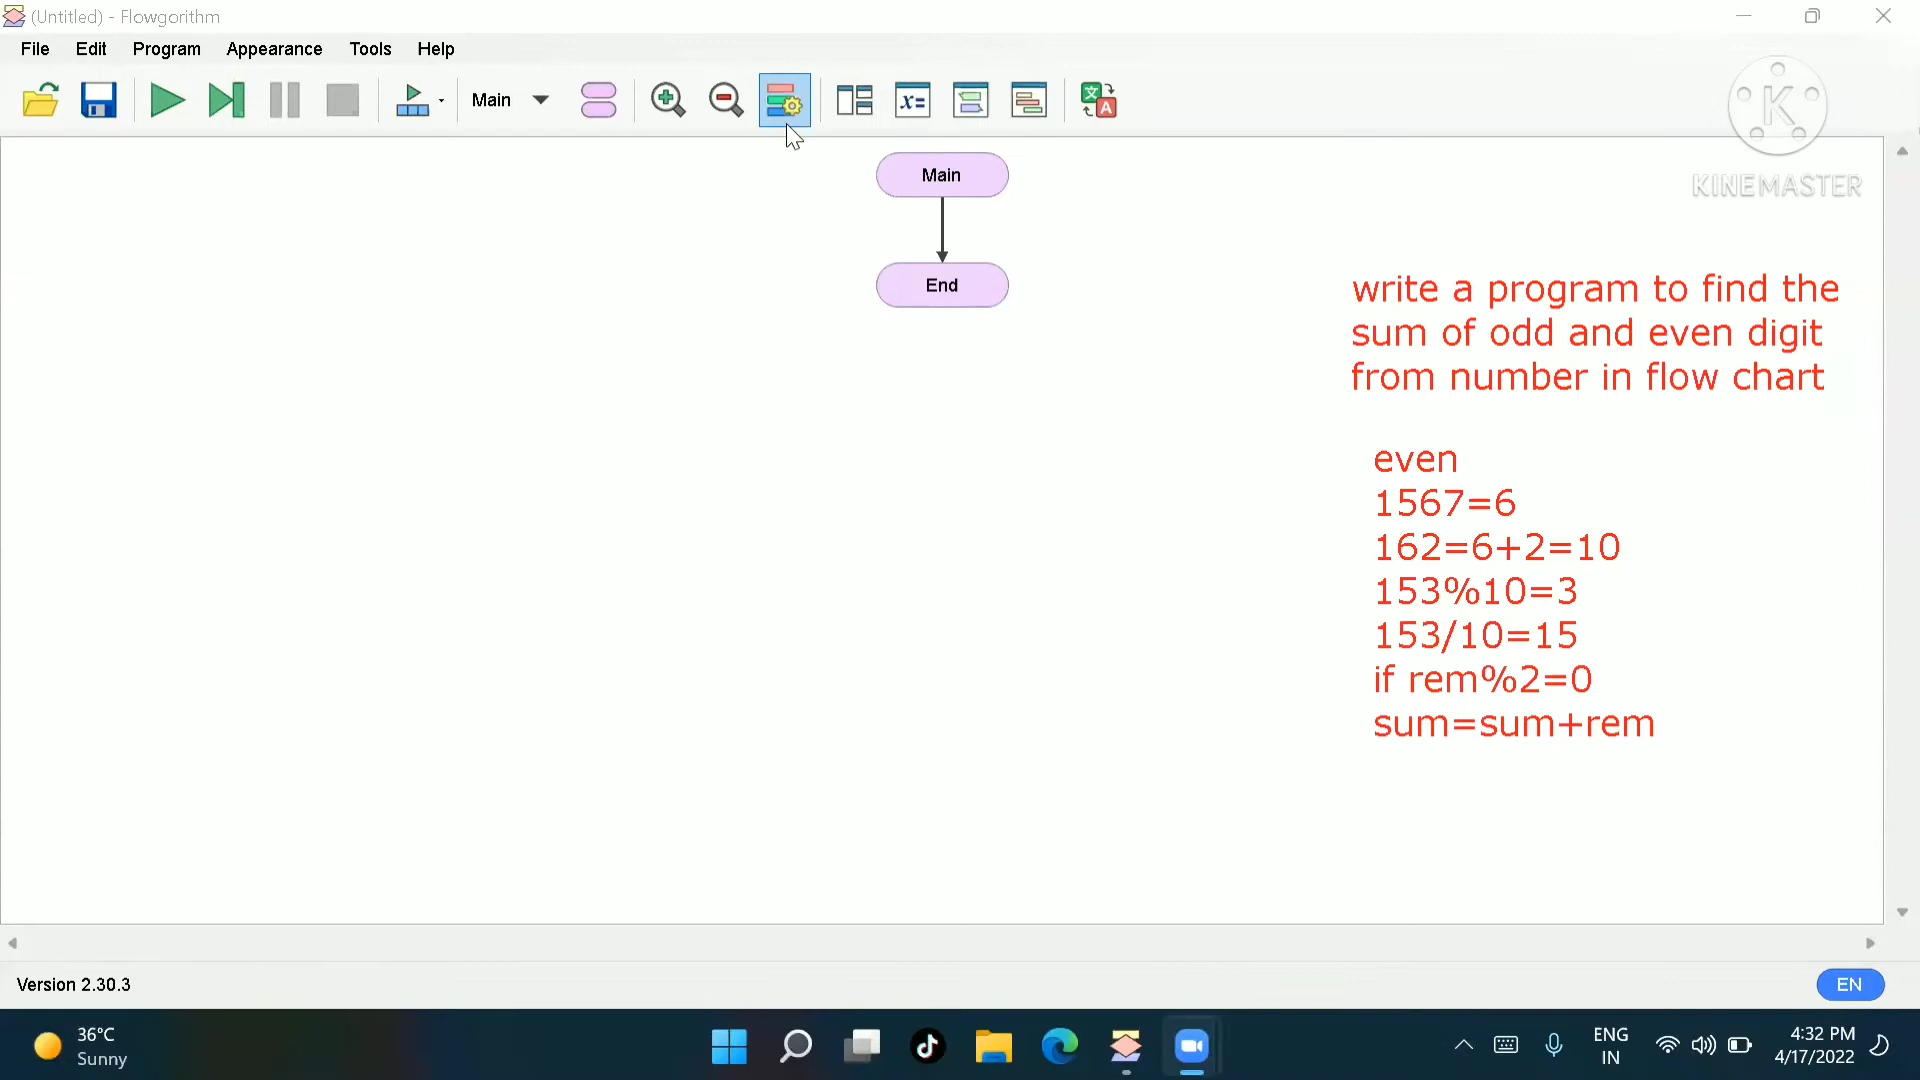 (Untitled) - Flowgorithm
File Edit Program Appearance Tools Help
Main
x=
文 A
K
KINEMASTER
Main
End
write a program to find the
sum of odd and even digit
from number in flow chart
even
1567=6
162=6+2=10
153%10=3
153/10=15
if rem%2=0
sum=sum+rem
Version 2.30.3
EN
36°C
Sunny
ENG
IN
4:32 PM
4/17/2022